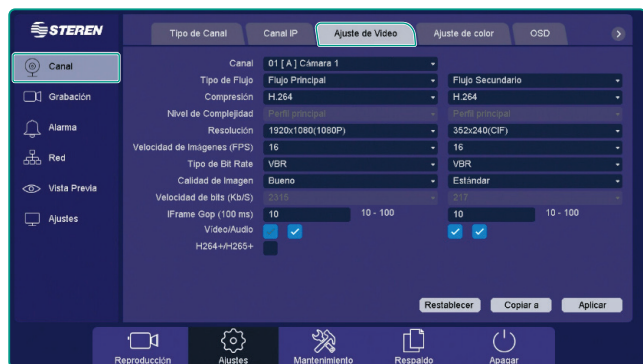 STEREN
Tipo de Canal Canal IP Ajuste de Video Ajuste de color OSD
Canal
Grabación
Alarma
Red
Vista Previa
Ajustes
Canal 01 [ A ] Cámara 1
Tipo de Flujo Flujo Principal Flujo Secundario
Compresión H.264 H.264
Nivel de Complejidad Perfil principal Perfil principal
Resolución 1920x1080(1080P) 352x240(CIF)
Velocidad de Imágenes (FPS) 16 16
Tipo de Bit Rate VBR VBR
Calidad de Imagen Bueno Estándar
Velocidad de bits (Kb/S) 2315 217
IFrame Gop (100 ms) 10 10 - 100 10 10 - 100
Vídeo/Audio
H264+/H265+
Restablecer Copiar a Aplicar
Reproducción Ajustes Mantenimiento Respaldo Apagar